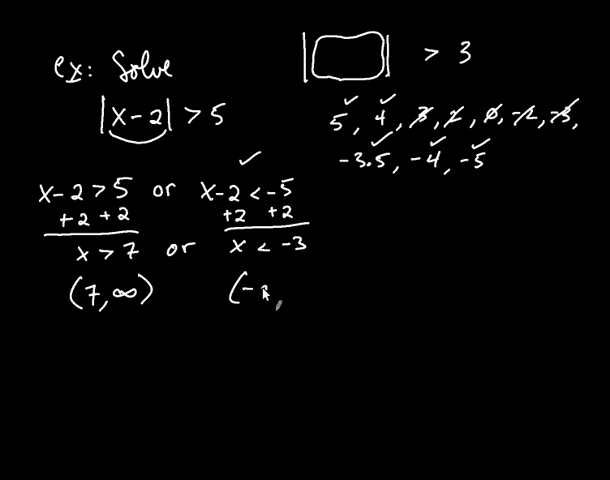 ex: Solve
|x-2| > 5
x-2 > 5 or x-2 < -5
+2 +2 +2 +2
x > 7 or x < -3
(7, ∞) (-
| | > 3
5, 4, 3, 2, 0, -2, -3,
-3.5, -4, -5